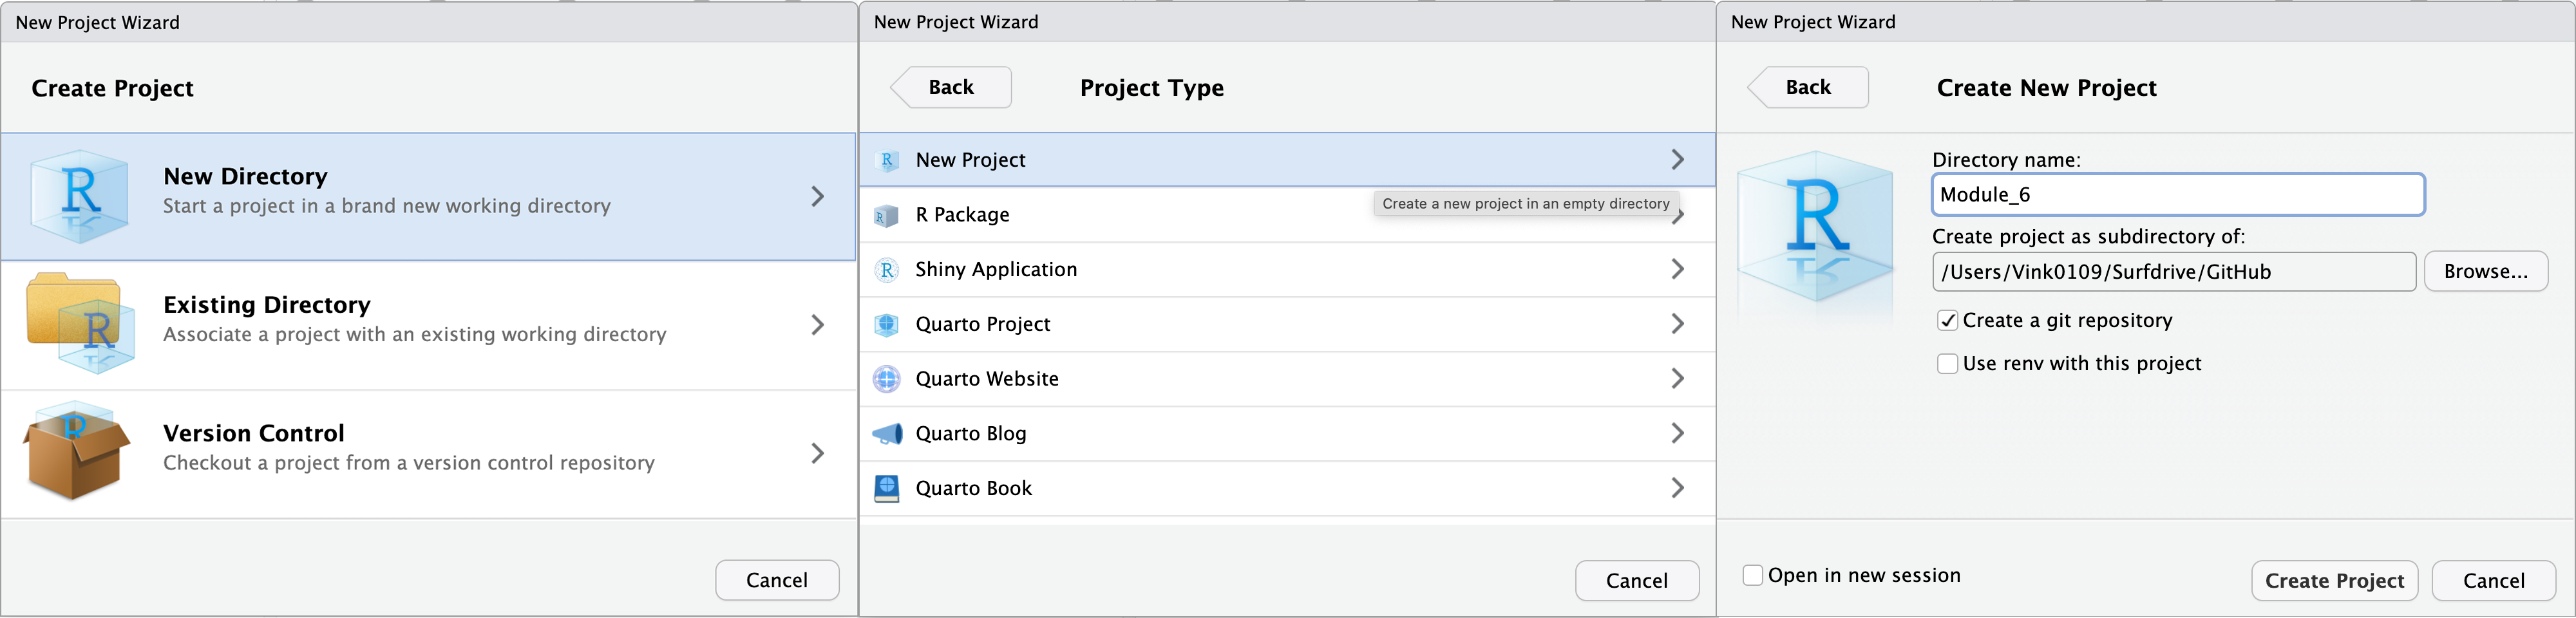 New Project Wizard
Create Project
New Directory
Start a project in a brand new working directory
Existing Directory
Associate a project with an existing working directory
Version Control
Checkout a project from a version control repository
Cancel
New Project Wizard
Back
Project Type
New Project
Create a new project in an empty directory
R Package
Shiny Application
Quarto Project
Quarto Website
Quarto Blog
Quarto Book
Cancel
New Project Wizard
Back
Create New Project
Directory name:
Module_6
Create project as subdirectory of:
/Users/Vink0109/Surfdrive/GitHub
Browse...
Create a git repository
Use renv with this project
Open in new session
Create Project
Cancel